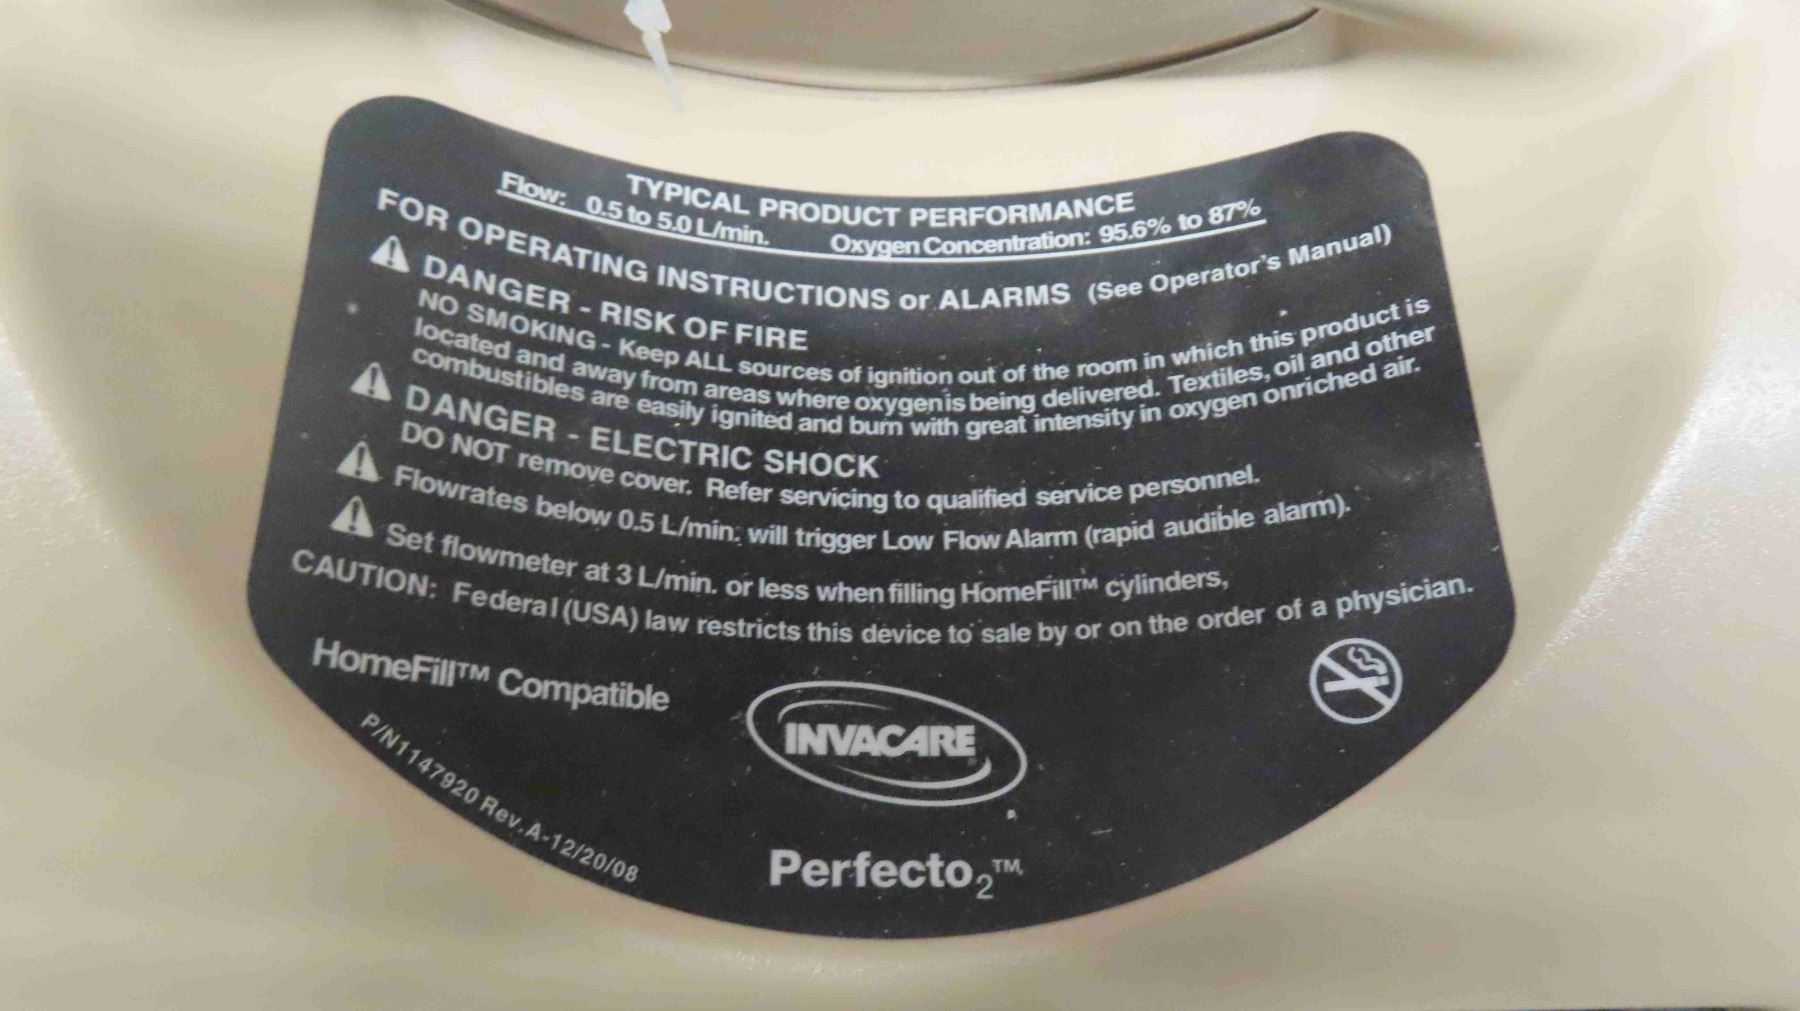 TYPICAL PRODUCT PERFORMANCE
Flow: 0.5 to 5.0 L/min. Oxygen Concentration: 95.6% to 87%
FOR OPERATING INSTRUCTIONS or ALARMS (See Operator's Manual)
DANGER - RISK OF FIRE
NO SMOKING - Keep ALL sources of ignition out of the room in which this product is
located and away from areas where oxygen is being delivered. Textiles, oil and other
combustibles are easily ignited and burn with great intensity in oxygen onriched air.
DANGER - ELECTRIC SHOCK
DO NOT remove cover. Refer servicing to qualified service personnel.
Flowrates below 0.5 L/min. will trigger Low Flow Alarm (rapid audible alarm).
Set flowmeter at 3 L/min. or less when filling HomeFill™ cylinders,
CAUTION: Federal (USA) law restricts this device to sale by or on the order of a physician.
HomeFill™ Compatible
INVACARE
P/N1147920 Rev.A-12/20/08
Perfecto₂™